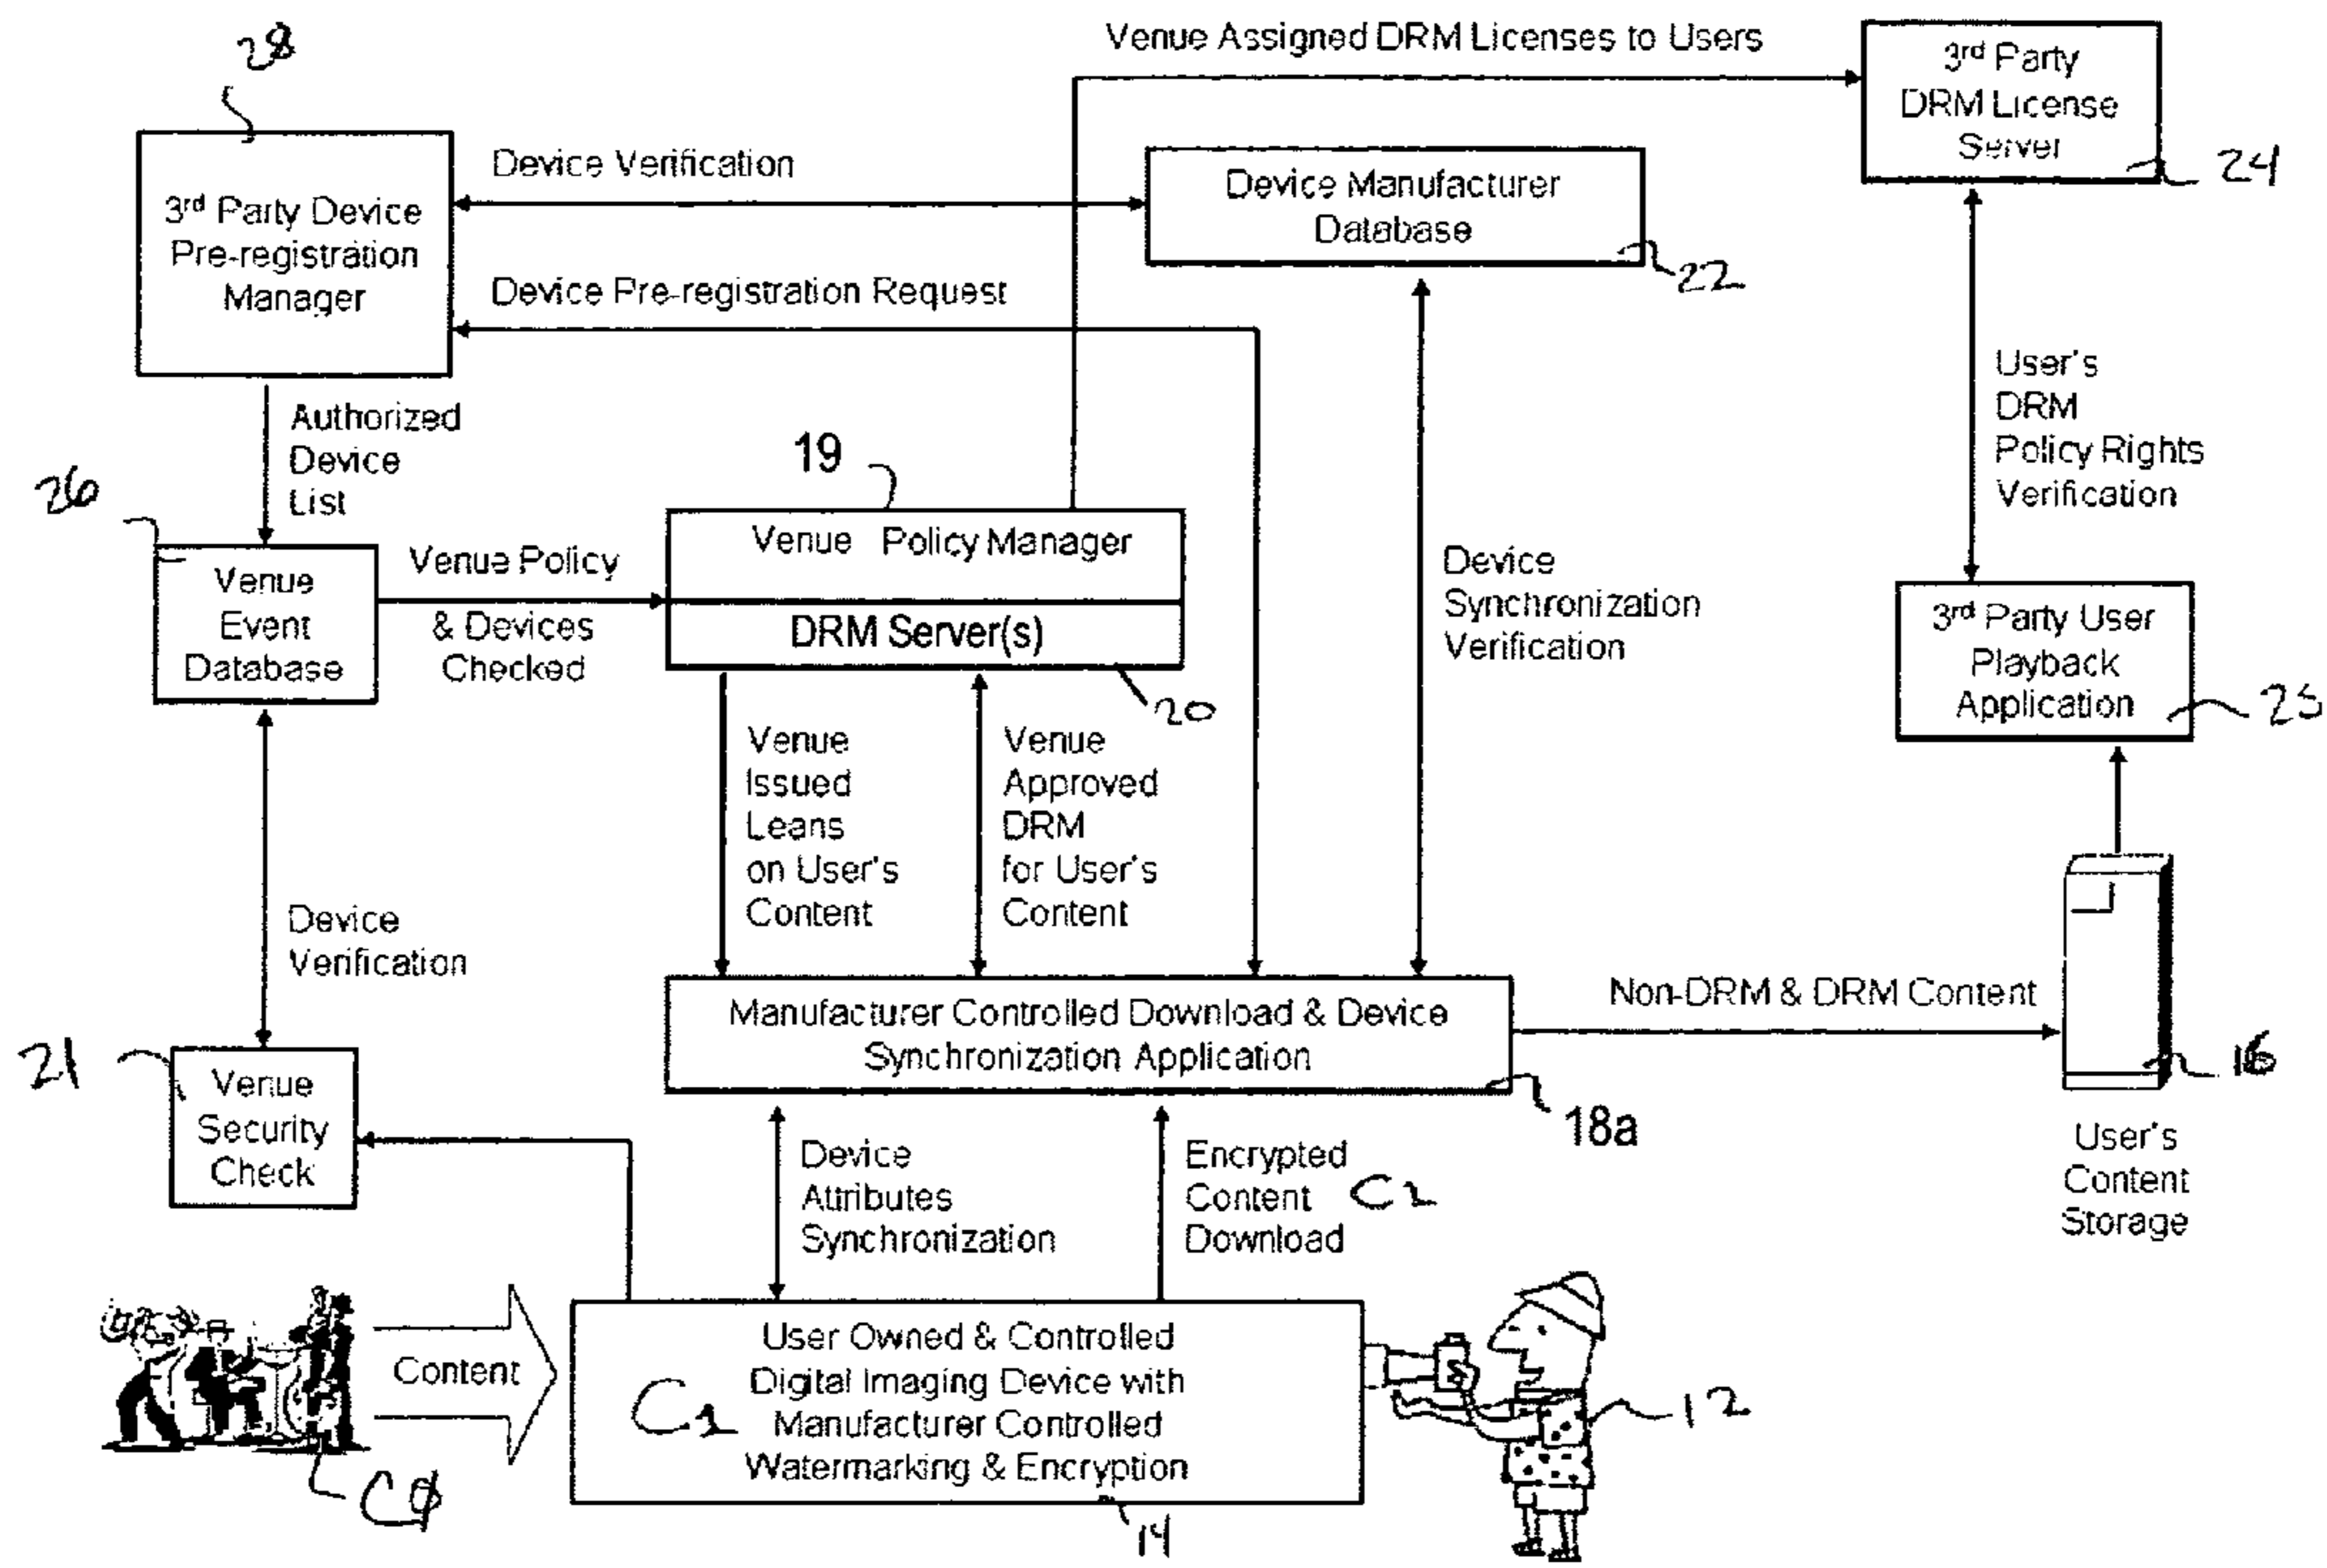 28
Venue Assigned DRM Licenses to Users
3rd Party
DRM License
Server
24
3rd Party Device
Pre-registration
Manager
Device Verification
Device Manufacturer
Database
22
Device Pre-registration Request
Authorized
Device
List
User's
DRM
Policy Rights
Verification
26
Venue
Event
Database
Venue Policy
& Devices
Checked
19
Venue Policy Manager
DRM Server(s)
20
Device
Synchronization
Verification
3rd Party User
Playback
Application
25
Venue
Issued
Leans
on User's
Content
Venue
Approved
DRM
for User's
Content
Device
Verification
21
Venue
Security
Check
Manufacturer Controlled Download & Device
Synchronization Application
18a
Non-DRM & DRM Content
16
User's
Content
Storage
Device
Attributes
Synchronization
Encrypted
Content
Download
C2
Content
C0
User Owned & Controlled
Digital Imaging Device with
Manufacturer Controlled
Watermarking & Encryption
C1
14
12